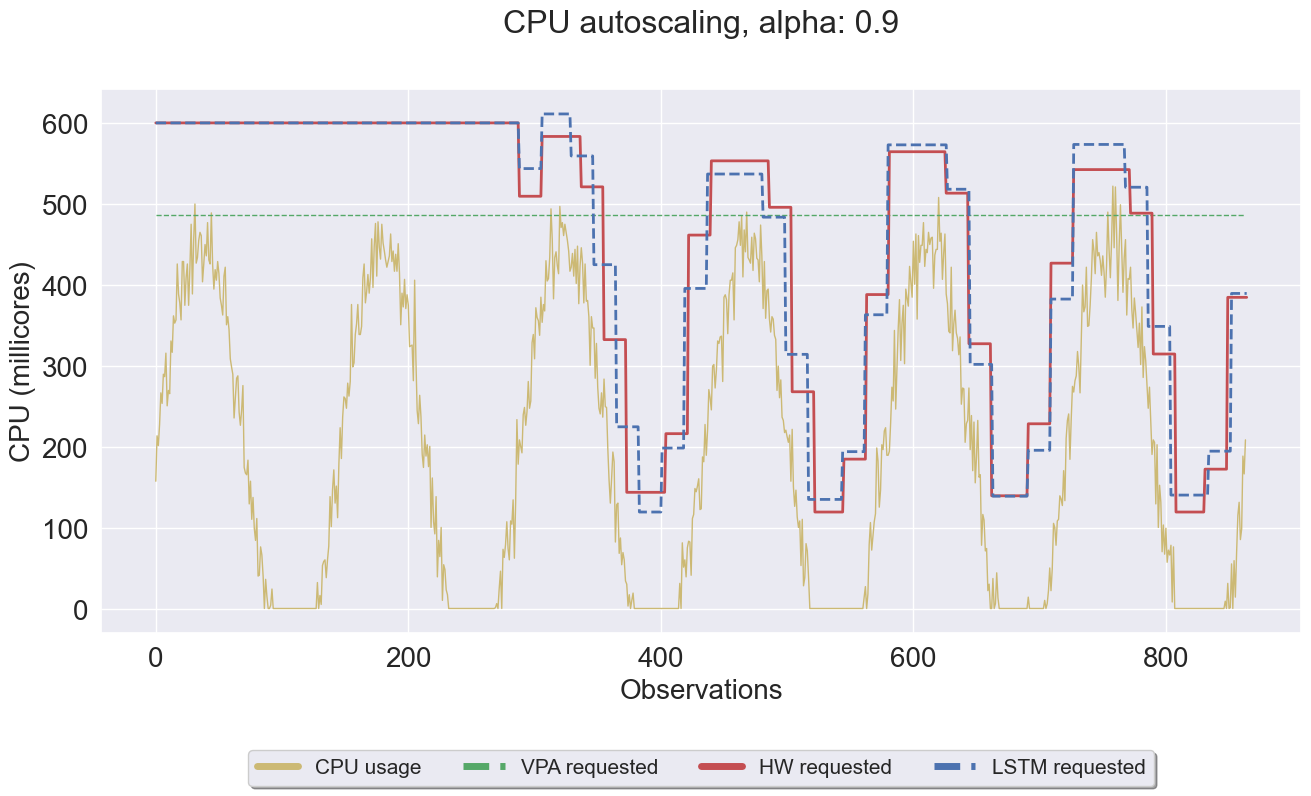 CPU autoscaling, alpha: 0.9
CPU (millicores)
600
500
400
300
200
100
0
0 200 400 600 800
Observations
CPU usage VPA requested HW requested LSTM requested